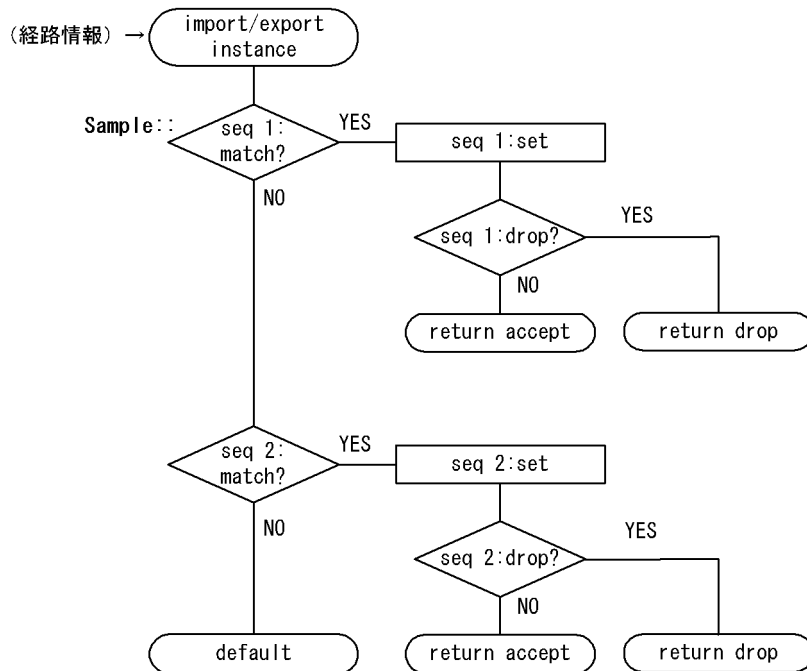 （経路情報）→
import/export
instance
Sample::
seq 1:
match?
YES
seq 1:set
NO
seq 1:drop?
YES
NO
return accept
return drop
seq 2:
match?
YES
seq 2:set
NO
seq 2:drop?
YES
NO
default
return accept
return drop